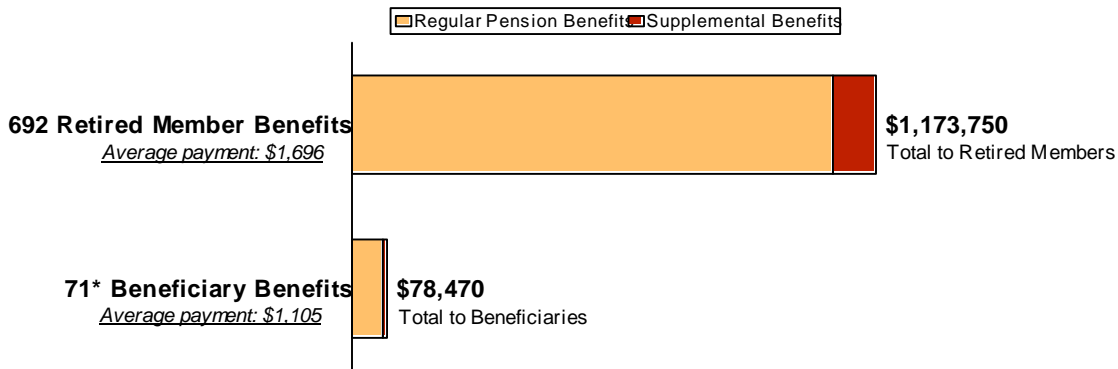 Regular Pension Benefits Supplemental Benefits
692 Retired Member Benefits
Average payment: $1,696
$1,173,750
Total to Retired Members
71* Beneficiary Benefits
Average payment: $1,105
$78,470
Total to Beneficiaries